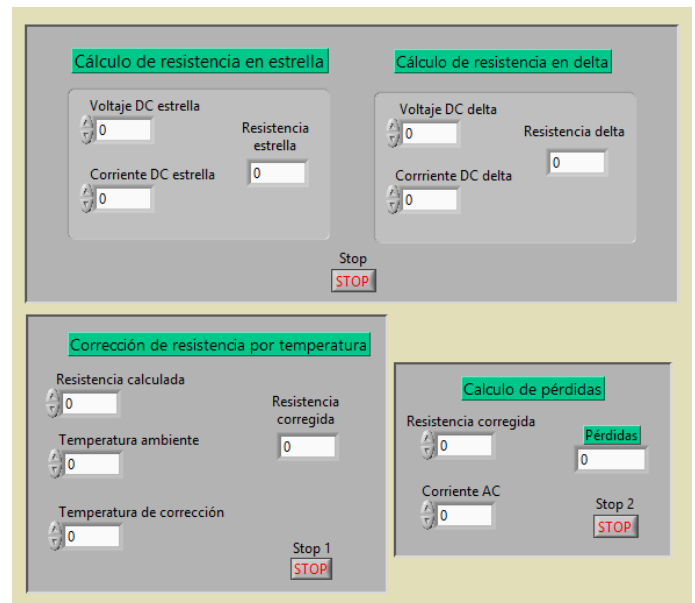 Cálculo de resistencia en estrella
Voltaje DC estrella
0
Resistencia
estrella
0
Corriente DC estrella
0
Cálculo de resistencia en delta
Voltaje DC delta
0
Resistencia delta
0
Corrriente DC delta
0
Stop
STOP
Corrección de resistencia por temperatura
Resistencia calculada
0
Resistencia
corregida
0
Temperatura ambiente
0
Temperatura de corrección
0
Stop 1
STOP
Calculo de pérdidas
Resistencia corregida
0
Pérdidas
0
Corriente AC
0
Stop 2
STOP